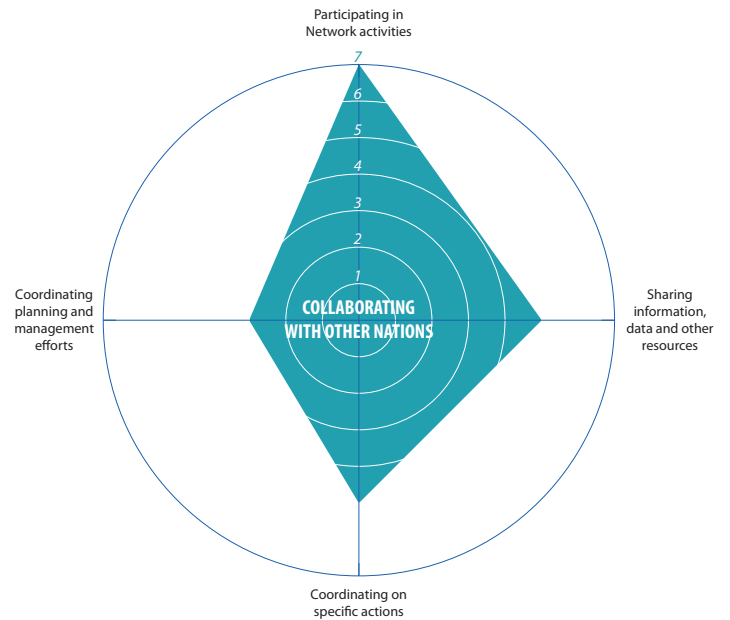 Participating in
Network activities
7
6
5
4
3
2
1
COLLABORATING
WITH OTHER NATIONS
Coordinating
planning and
management
efforts
Sharing
information,
data and other
resources
Coordinating on
specific actions